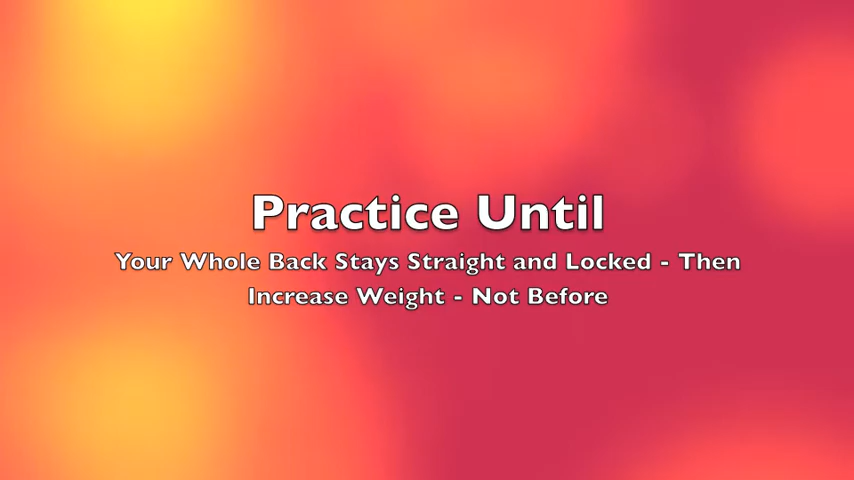 Practice Until
Your Whole Back Stays Straight and Locked - Then
Increase Weight - Not Before